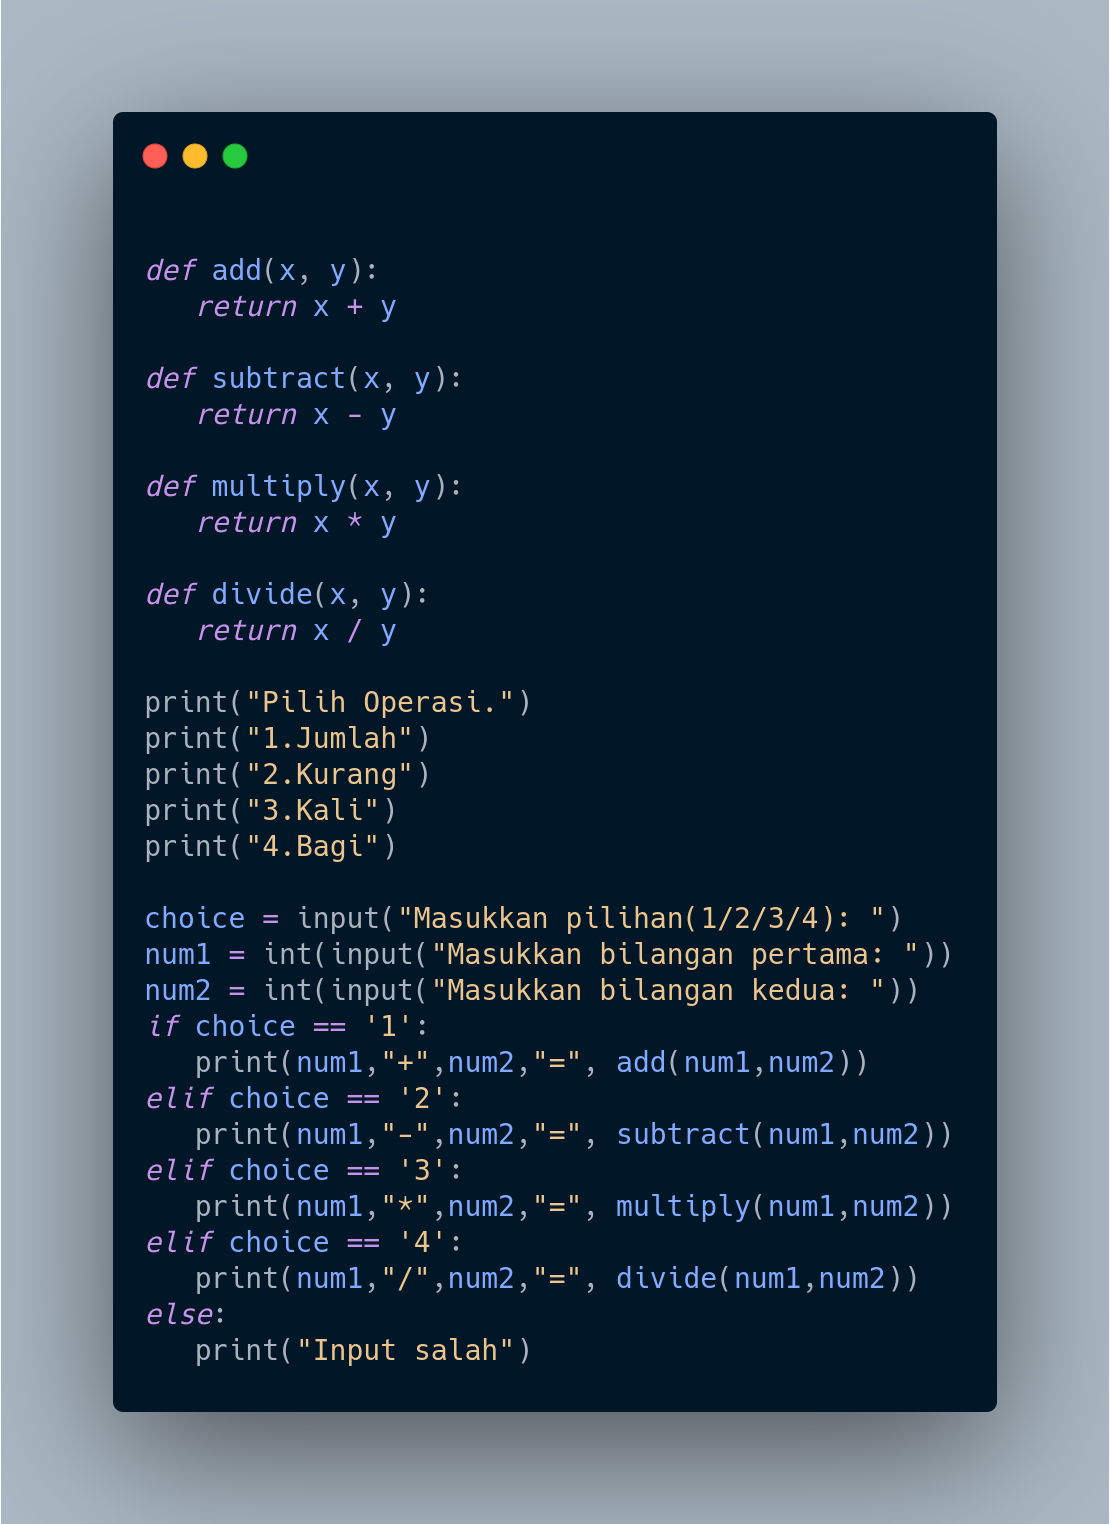 def add(x, y):
   return x + y

def subtract(x, y):
   return x - y

def multiply(x, y):
   return x * y

def divide(x, y):
   return x / y

print("Pilih Operasi.")
print("1.Jumlah")
print("2.Kurang")
print("3.Kali")
print("4.Bagi")

choice = input("Masukkan pilihan(1/2/3/4): ")
num1 = int(input("Masukkan bilangan pertama: "))
num2 = int(input("Masukkan bilangan kedua: "))
if choice == '1':
   print(num1,"+",num2,"=", add(num1,num2))
elif choice == '2':
   print(num1,"-",num2,"=", subtract(num1,num2))
elif choice == '3':
   print(num1,"*",num2,"=", multiply(num1,num2))
elif choice == '4':
   print(num1,"/",num2,"=", divide(num1,num2))
else:
   print("Input salah")